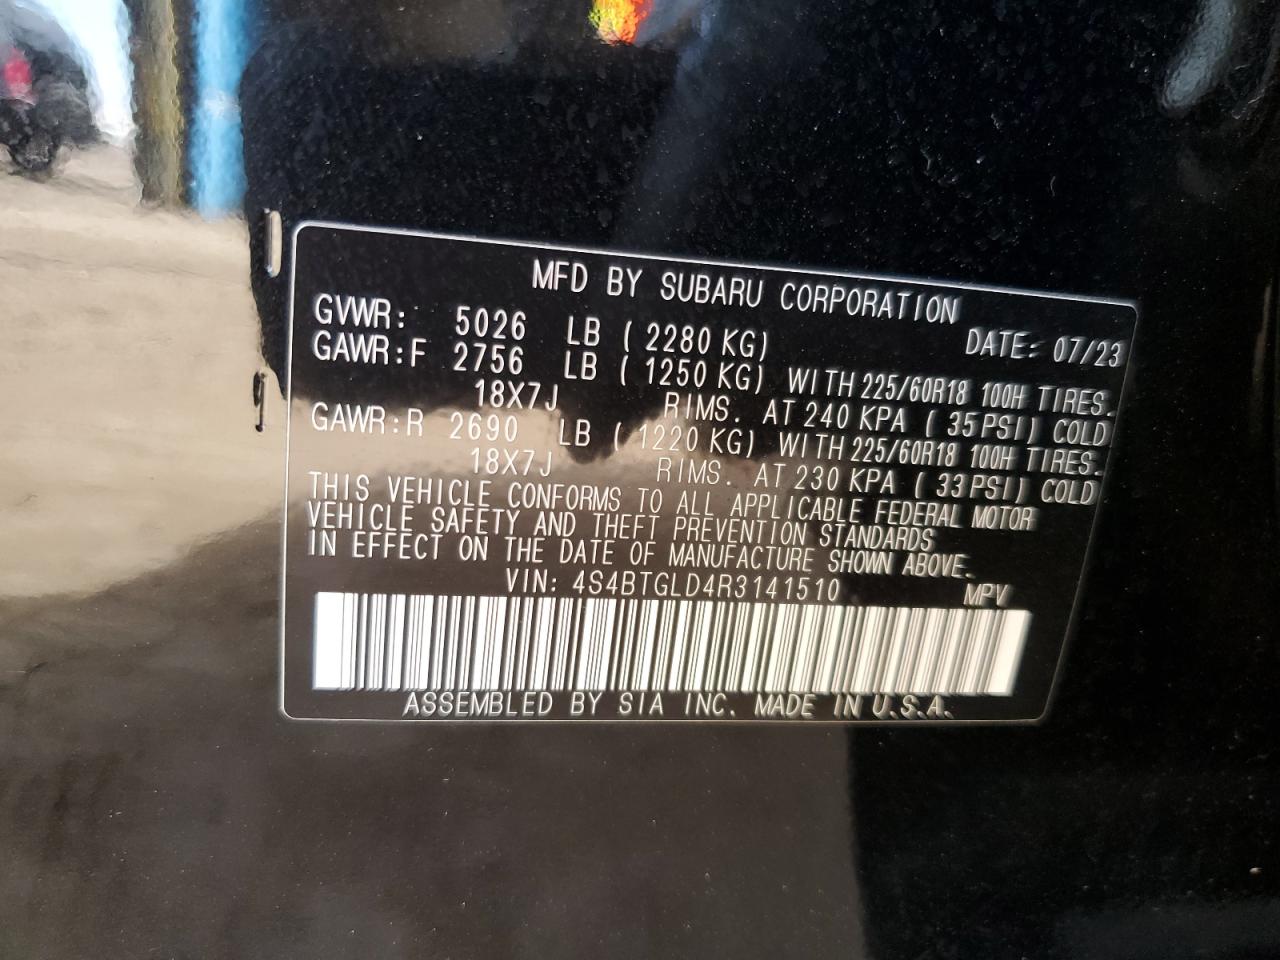 MFD BY SUBARU CORPORATION
GVWR: 5026 LB ( 2280 KG) DATE: 07/23
GAWR:F 2756 LB ( 1250 KG) WITH 225/60R18 100H TIRES.
18X7J RIMS. AT 240 KPA ( 35PSI) COLD
GAWR:R 2690 LB ( 1220 KG) WITH 225/60R18 100H TIRES.
18X7J RIMS. AT 230 KPA ( 33PSI) COLD
THIS VEHICLE CONFORMS TO ALL APPLICABLE FEDERAL MOTOR
VEHICLE SAFETY AND THEFT PREVENTION STANDARDS
IN EFFECT ON THE DATE OF MANUFACTURE SHOWN ABOVE.
VIN: 4S4BTGLD4R3141510 MPV
ASSEMBLED BY SIA INC. MADE IN U.S.A.